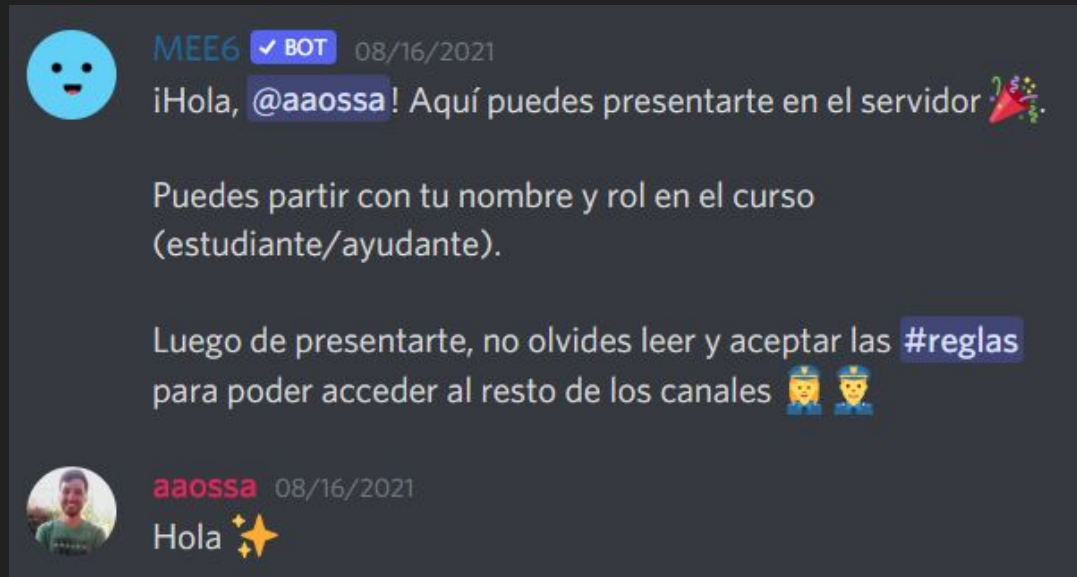 MEE6 ✓ BOT 08/16/2021
¡Hola, @aaossa! Aquí puedes presentarte en el servidor 🎉.
Puedes partir con tu nombre y rol en el curso
(estudiante/ayudante).
Luego de presentarte, no olvides leer y aceptar las #reglas
para poder acceder al resto de los canales 👮‍♀️ 👮‍♂️
aaossa 08/16/2021
Hola ✨